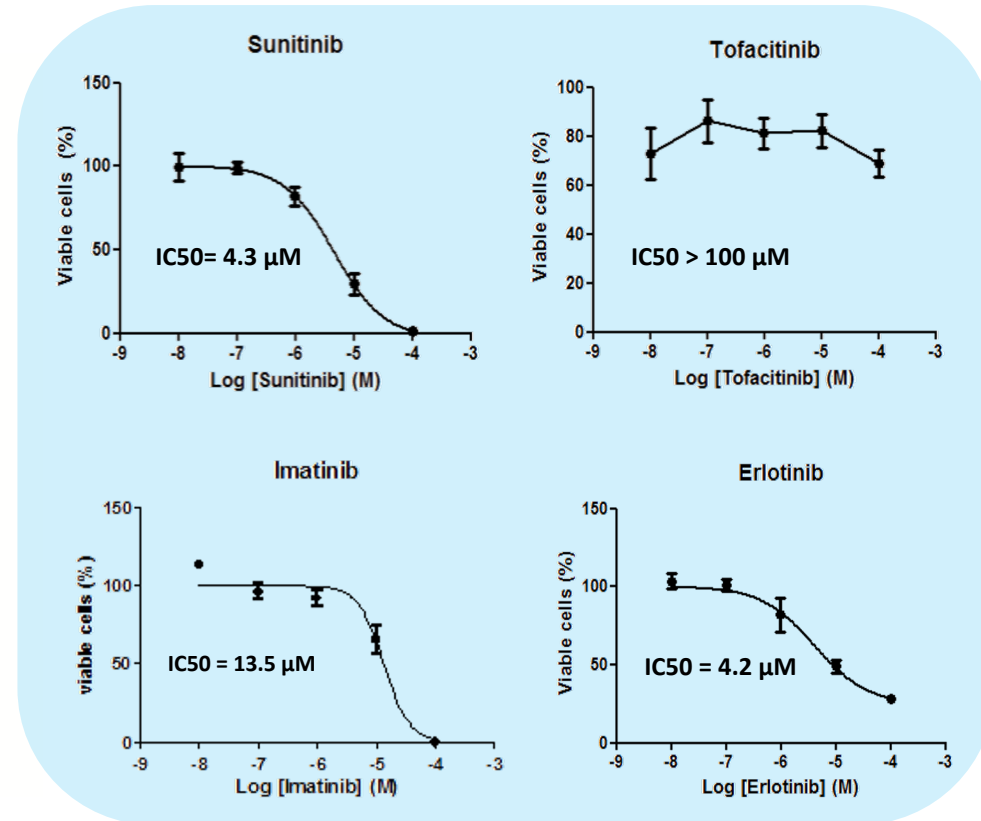 Sunitinib
150
100
50
0
Viable cells (%)
IC50= 4.3 µM
-9 -8 -7 -6 -5 -4 -3
Log [Sunitinib] (M)
Tofacitinib
100
80
60
40
20
0
Viable cells (%)
IC50 > 100 µM
-9 -8 -7 -6 -5 -4 -3
Log [Tofacitinib] (M)
Imatinib
150
100
50
0
viable cells (%)
IC50 = 13.5 µM
-9 -8 -7 -6 -5 -4 -3
Log [Imatinib] (M)
Erlotinib
150
100
50
0
Viable cells (%)
IC50 = 4.2 µM
-9 -8 -7 -6 -5 -4 -3
Log [Erlotinib] (M)